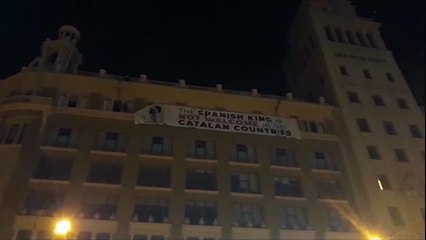 THE SPANISH KING IS
NOT WELCOME IN THE
CATALAN COUNTRIES